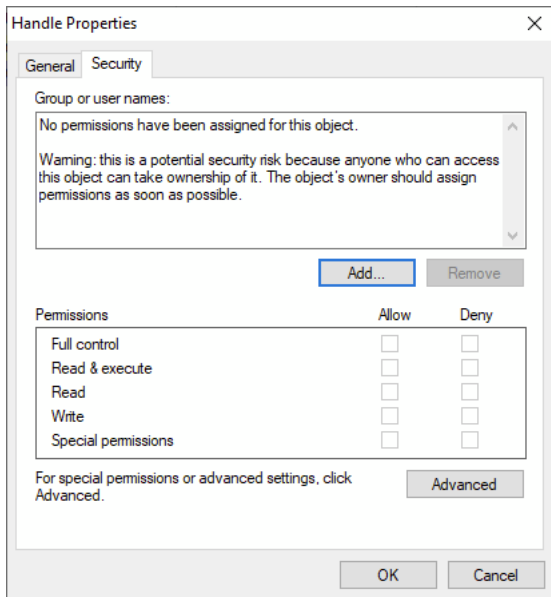 Handle Properties
General
Security
Group or user names:
No permissions have been assigned for this object.
Warning: this is a potential security risk because anyone who can access
this object can take ownership of it. The object's owner should assign
permissions as soon as possible.
Add...
Remove
Permissions
Allow
Deny
Full control
Read & execute
Read
Write
Special permissions
For special permissions or advanced settings, click
Advanced.
Advanced
OK
Cancel